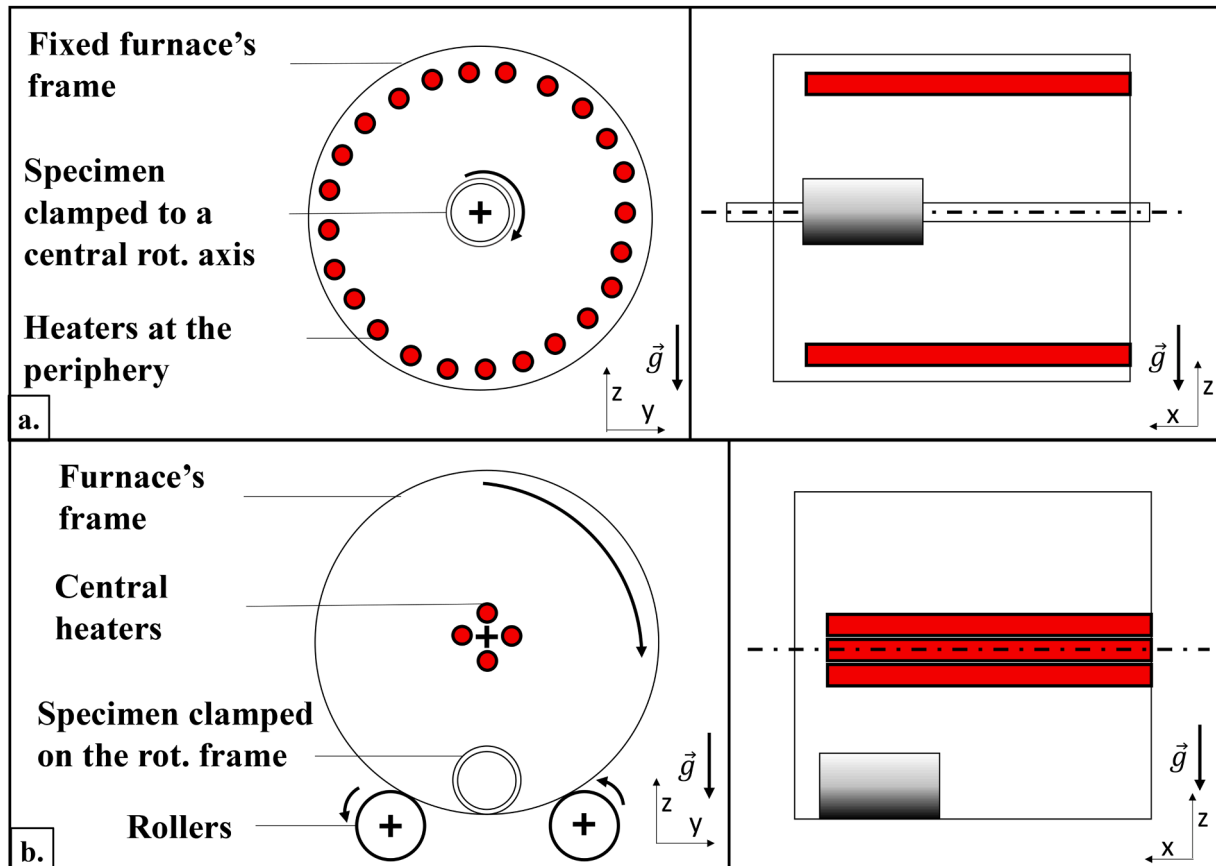 Fixed furnace's
frame
Specimen
clamped to a
central rot. axis
Heaters at the
periphery
g
z
y
a.
g
z
x
Furnace's
frame
Central
heaters
Specimen clamped
on the rot. frame
Rollers
g
z
y
b.
g
z
x